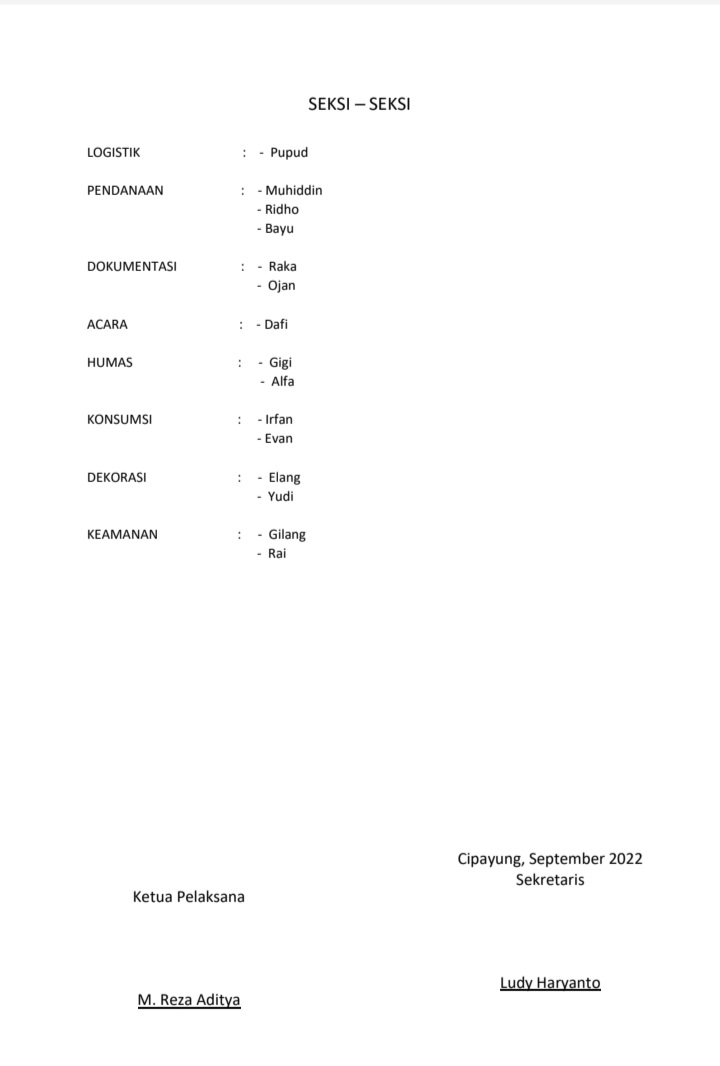 SEKSI – SEKSI
LOGISTIK : - Pupud
PENDANAAN : - Muhiddin
- Ridho
- Bayu
DOKUMENTASI : - Raka
- Ojan
ACARA : - Dafi
HUMAS : - Gigi
- Alfa
KONSUMSI : - Irfan
- Evan
DEKORASI : - Elang
- Yudi
KEAMANAN : - Gilang
- Rai
Cipayung, September 2022
Sekretaris
Ketua Pelaksana
Ludy Haryanto
M. Reza Aditya